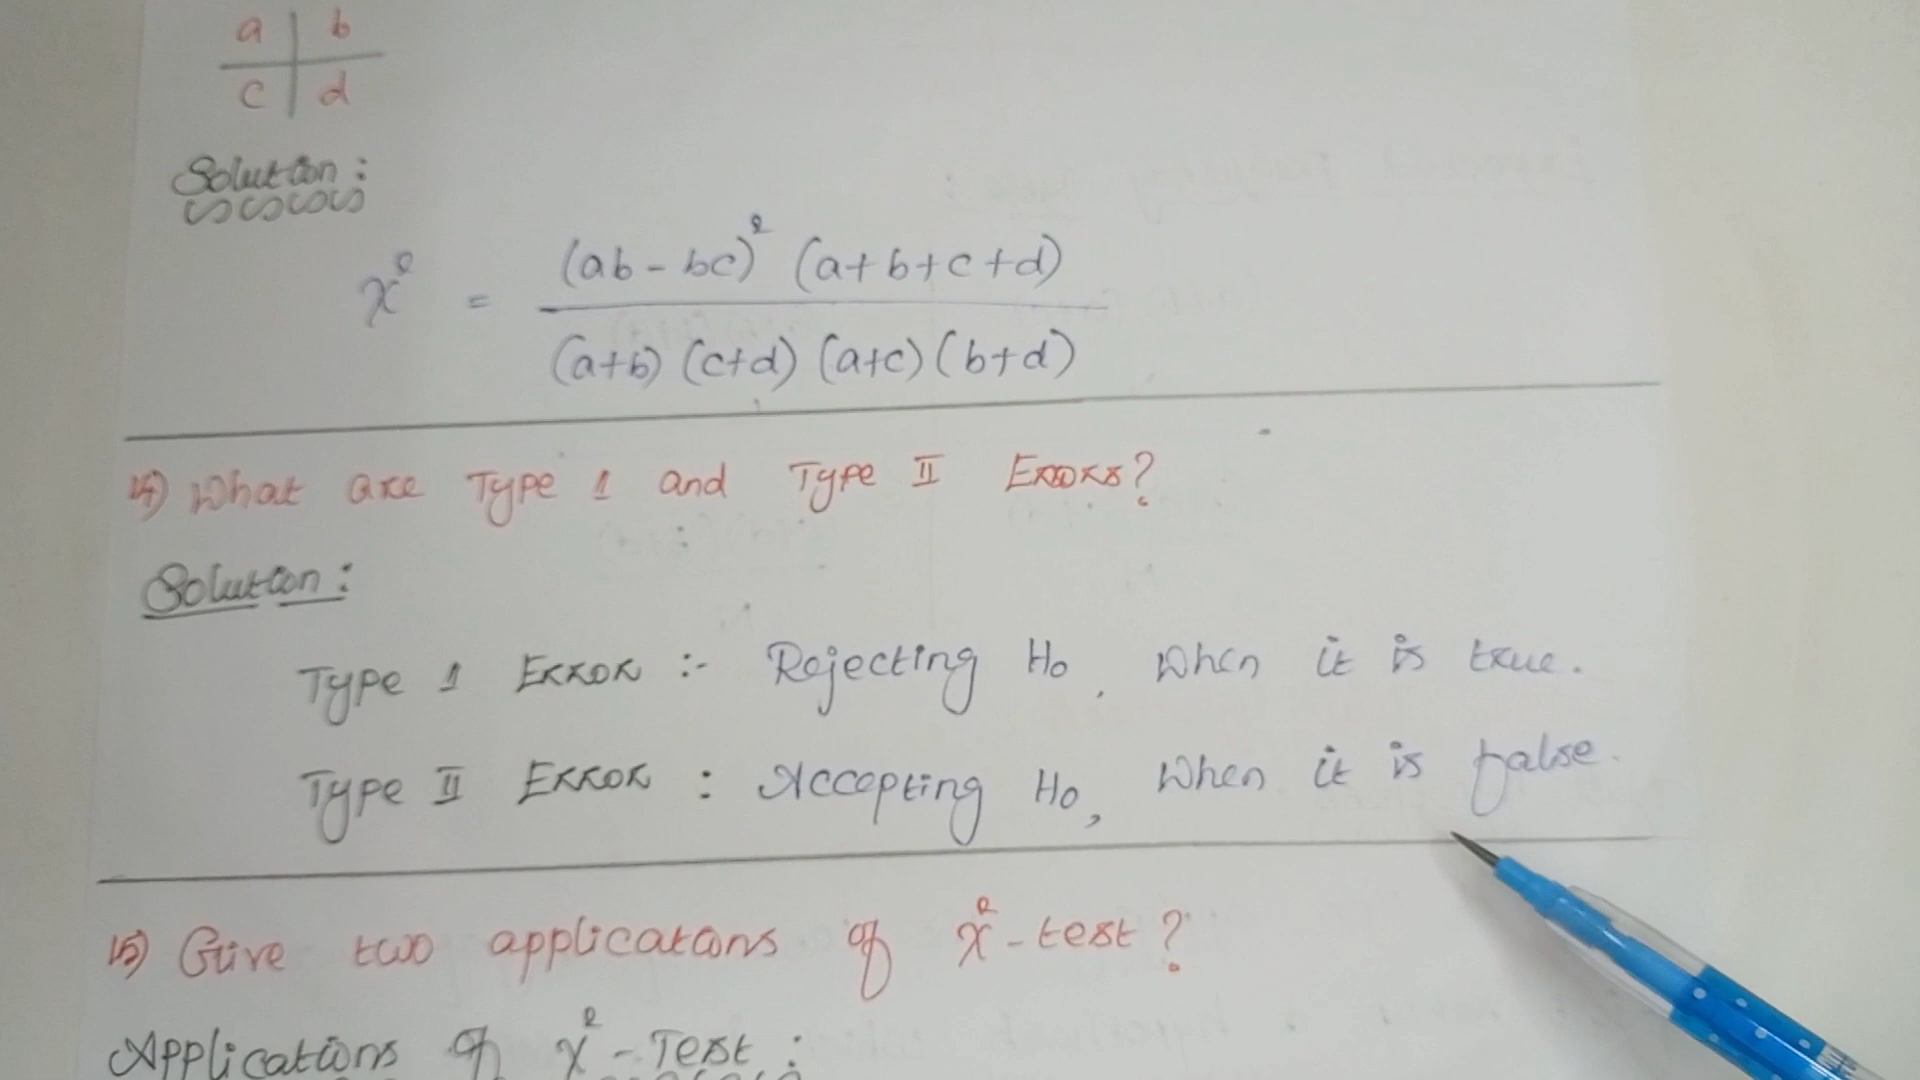 a b
c d
Solution:
χ² = (ab - bc)² (a+b+c+d)
(a+b) (c+d) (a+c) (b+d)
14) What are Type 1 and Type II Errors?
Solution:
Type 1 Error :- Rejecting H₀, When it is true.
Type II Error : Accepting H₀, When it is false.
15) Give two applications of χ² - test?
Applications of χ² - Test: